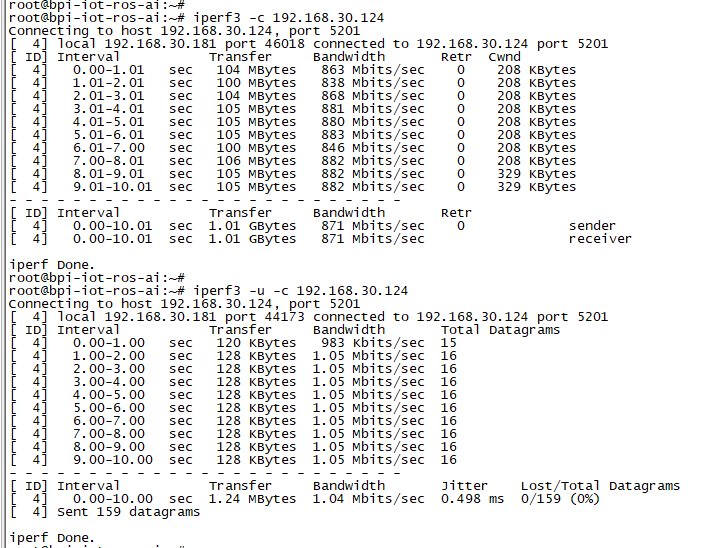 root@bpi-iot-ros-ai:~#
root@bpi-iot-ros-ai:~# iperf3 -c 192.168.30.124
Connecting to host 192.168.30.124, port 5201
[  4] local 192.168.30.181 port 46018 connected to 192.168.30.124 port 5201
[ ID] Interval           Transfer     Bandwidth       Retr  Cwnd
[  4]   0.00-1.01   sec   104 MBytes   863 Mbits/sec    0    208 KBytes
[  4]   1.01-2.01   sec   100 MBytes   838 Mbits/sec    0    208 KBytes
[  4]   2.01-3.01   sec   104 MBytes   868 Mbits/sec    0    208 KBytes
[  4]   3.01-4.01   sec   105 MBytes   881 Mbits/sec    0    208 KBytes
[  4]   4.01-5.01   sec   105 MBytes   880 Mbits/sec    0    208 KBytes
[  4]   5.01-6.01   sec   105 MBytes   883 Mbits/sec    0    208 KBytes
[  4]   6.01-7.00   sec   100 MBytes   846 Mbits/sec    0    208 KBytes
[  4]   7.00-8.01   sec   106 MBytes   882 Mbits/sec    0    208 KBytes
[  4]   8.01-9.01   sec   105 MBytes   882 Mbits/sec    0    329 KBytes
[  4]   9.01-10.01  sec   105 MBytes   882 Mbits/sec    0    329 KBytes
- - - - - - - - - - - - - - - - - - - - - - - - -
[ ID] Interval           Transfer     Bandwidth       Retr
[  4]   0.00-10.01  sec  1.01 GBytes   871 Mbits/sec    0             sender
[  4]   0.00-10.01  sec  1.01 GBytes   871 Mbits/sec                  receiver
iperf Done.
root@bpi-iot-ros-ai:~#
root@bpi-iot-ros-ai:~# iperf3 -u -c 192.168.30.124
Connecting to host 192.168.30.124, port 5201
[  4] local 192.168.30.181 port 44173 connected to 192.168.30.124 port 5201
[ ID] Interval           Transfer     Bandwidth       Total Datagrams
[  4]   0.00-1.00   sec   120 KBytes   983 Kbits/sec  15
[  4]   1.00-2.00   sec   128 KBytes  1.05 Mbits/sec  16
[  4]   2.00-3.00   sec   128 KBytes  1.05 Mbits/sec  16
[  4]   3.00-4.00   sec   128 KBytes  1.05 Mbits/sec  16
[  4]   4.00-5.00   sec   128 KBytes  1.05 Mbits/sec  16
[  4]   5.00-6.00   sec   128 KBytes  1.05 Mbits/sec  16
[  4]   6.00-7.00   sec   128 KBytes  1.05 Mbits/sec  16
[  4]   7.00-8.00   sec   128 KBytes  1.05 Mbits/sec  16
[  4]   8.00-9.00   sec   128 KBytes  1.05 Mbits/sec  16
[  4]   9.00-10.00  sec   128 KBytes  1.05 Mbits/sec  16
- - - - - - - - - - - - - - - - - - - - - - - - -
[ ID] Interval           Transfer     Bandwidth       Jitter    Lost/Total Datagrams
[  4]   0.00-10.00  sec  1.24 MBytes  1.04 Mbits/sec  0.498 ms  0/159 (0%)
[  4] Sent 159 datagrams
iperf Done.
root@bpi-iot-ros-ai:~#